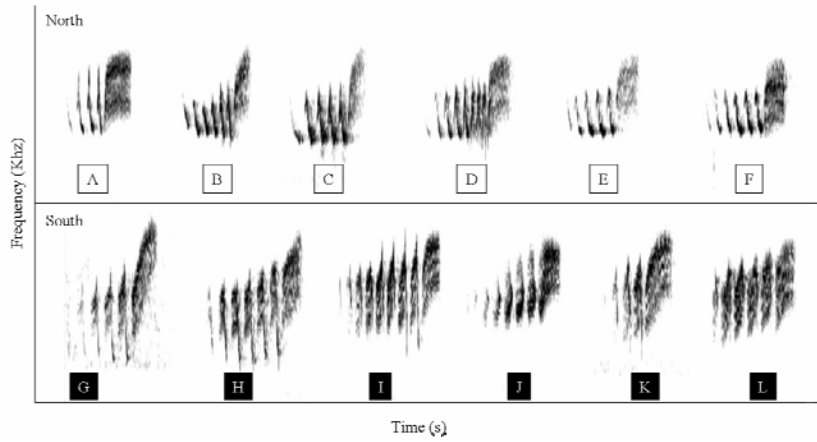 North
A B C D E F
South
G H I J K L
Frequency (Khz)
Time (s)